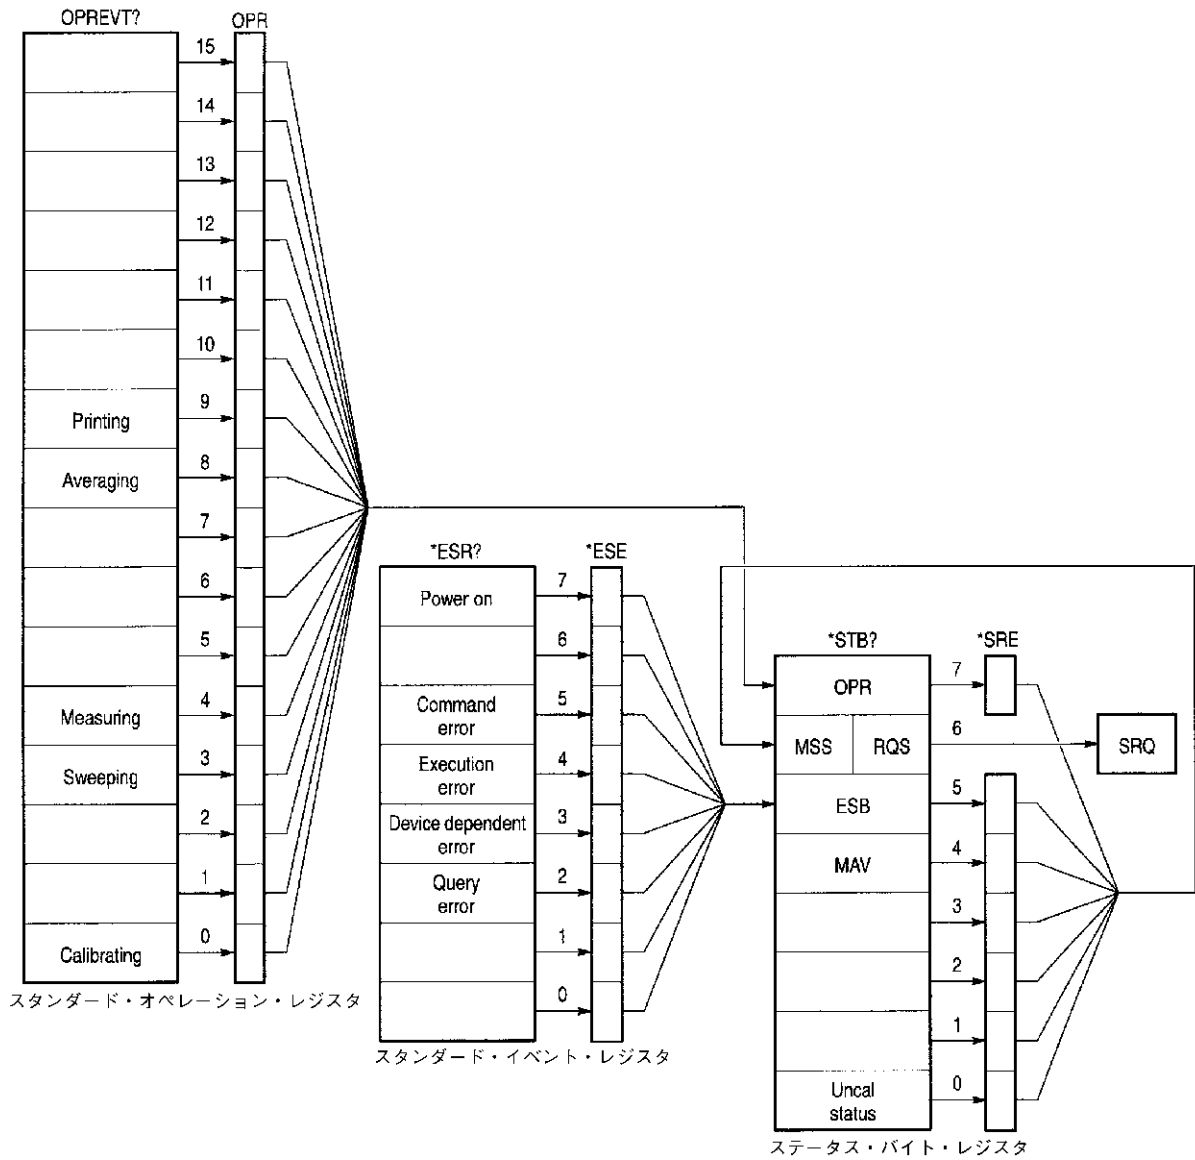 OPREVT?
OPR
15
14
13
12
11
10
Printing
9
Averaging
8
7
6
5
Measuring
4
Sweeping
3
2
1
Calibrating
0
スタンダード・オペレーション・レジスタ
*ESR?
*ESE
Power on
7
6
Command
error
5
Execution
error
4
Device dependent
error
3
Query
error
2
1
0
スタンダード・イベント・レジスタ
*STB?
*SRE
OPR
7
MSS
RQS
6
SRQ
ESB
5
MAV
4
3
2
1
Uncal
status
0
ステータス・バイト・レジスタ